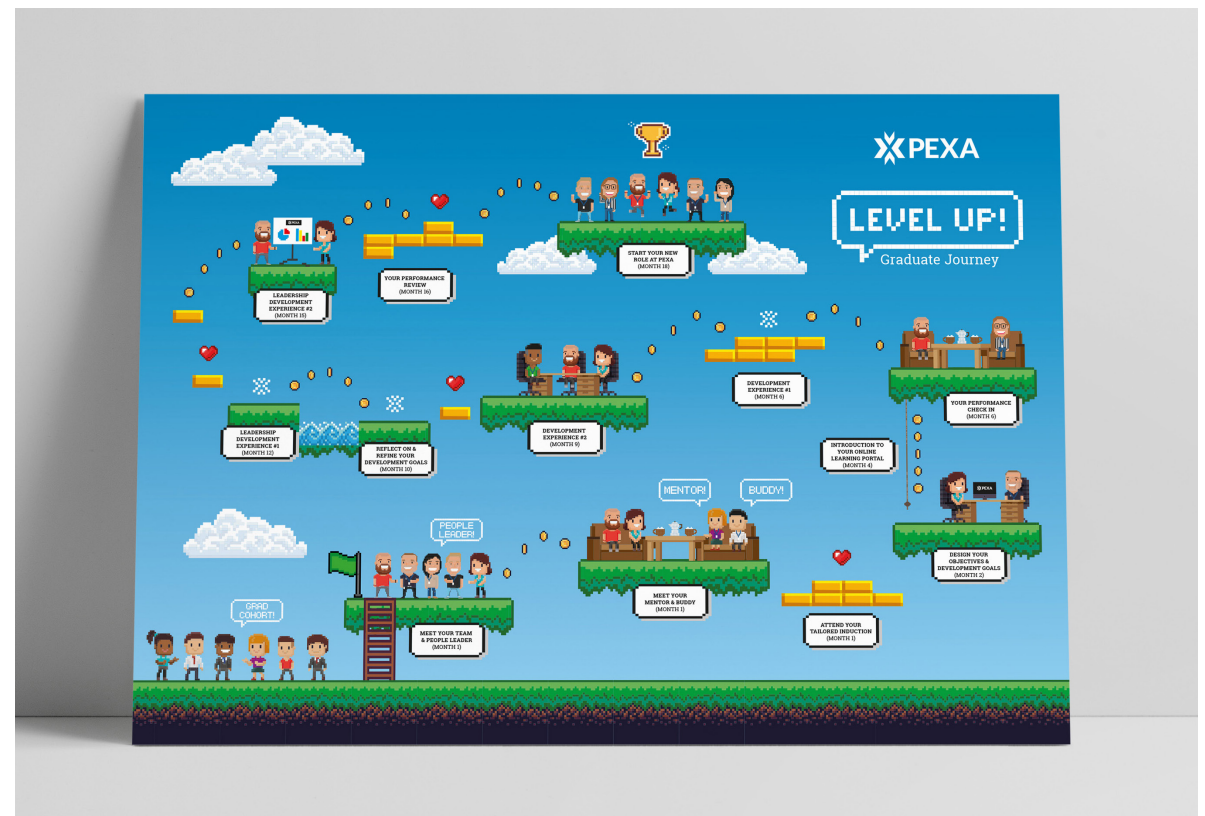 PEXA
LEVEL UP!
Graduate Journey
START YOUR NEW
ROLE AT PEXA
(MONTH 18)
YOUR PERFORMANCE
REVIEW
(MONTH 16)
PEXA
LEADERSHIP
DEVELOPMENT
EXPERIENCE #2
(MONTH 15)
LEADERSHIP
DEVELOPMENT
EXPERIENCE #1
(MONTH 12)
REFLECT ON &
REFINE YOUR
DEVELOPMENT GOALS
(MONTH 10)
DEVELOPMENT
EXPERIENCE #2
(MONTH 9)
DEVELOPMENT
EXPERIENCE #1
(MONTH 6)
YOUR PERFORMANCE
CHECK IN
(MONTH 6)
INTRODUCTION TO
YOUR ONLINE
LEARNING PORTAL
(MONTH 4)
PEXA
DESIGN YOUR
OBJECTIVES &
DEVELOPMENT GOALS
(MONTH 2)
MENTOR!
BUDDY!
MEET YOUR
MENTOR & BUDDY
(MONTH 1)
ATTEND YOUR
TAILORED INDUCTION
(MONTH 1)
PEOPLE
LEADER!
MEET YOUR TEAM
& PEOPLE LEADER
(MONTH 1)
GRAD
COHORT!